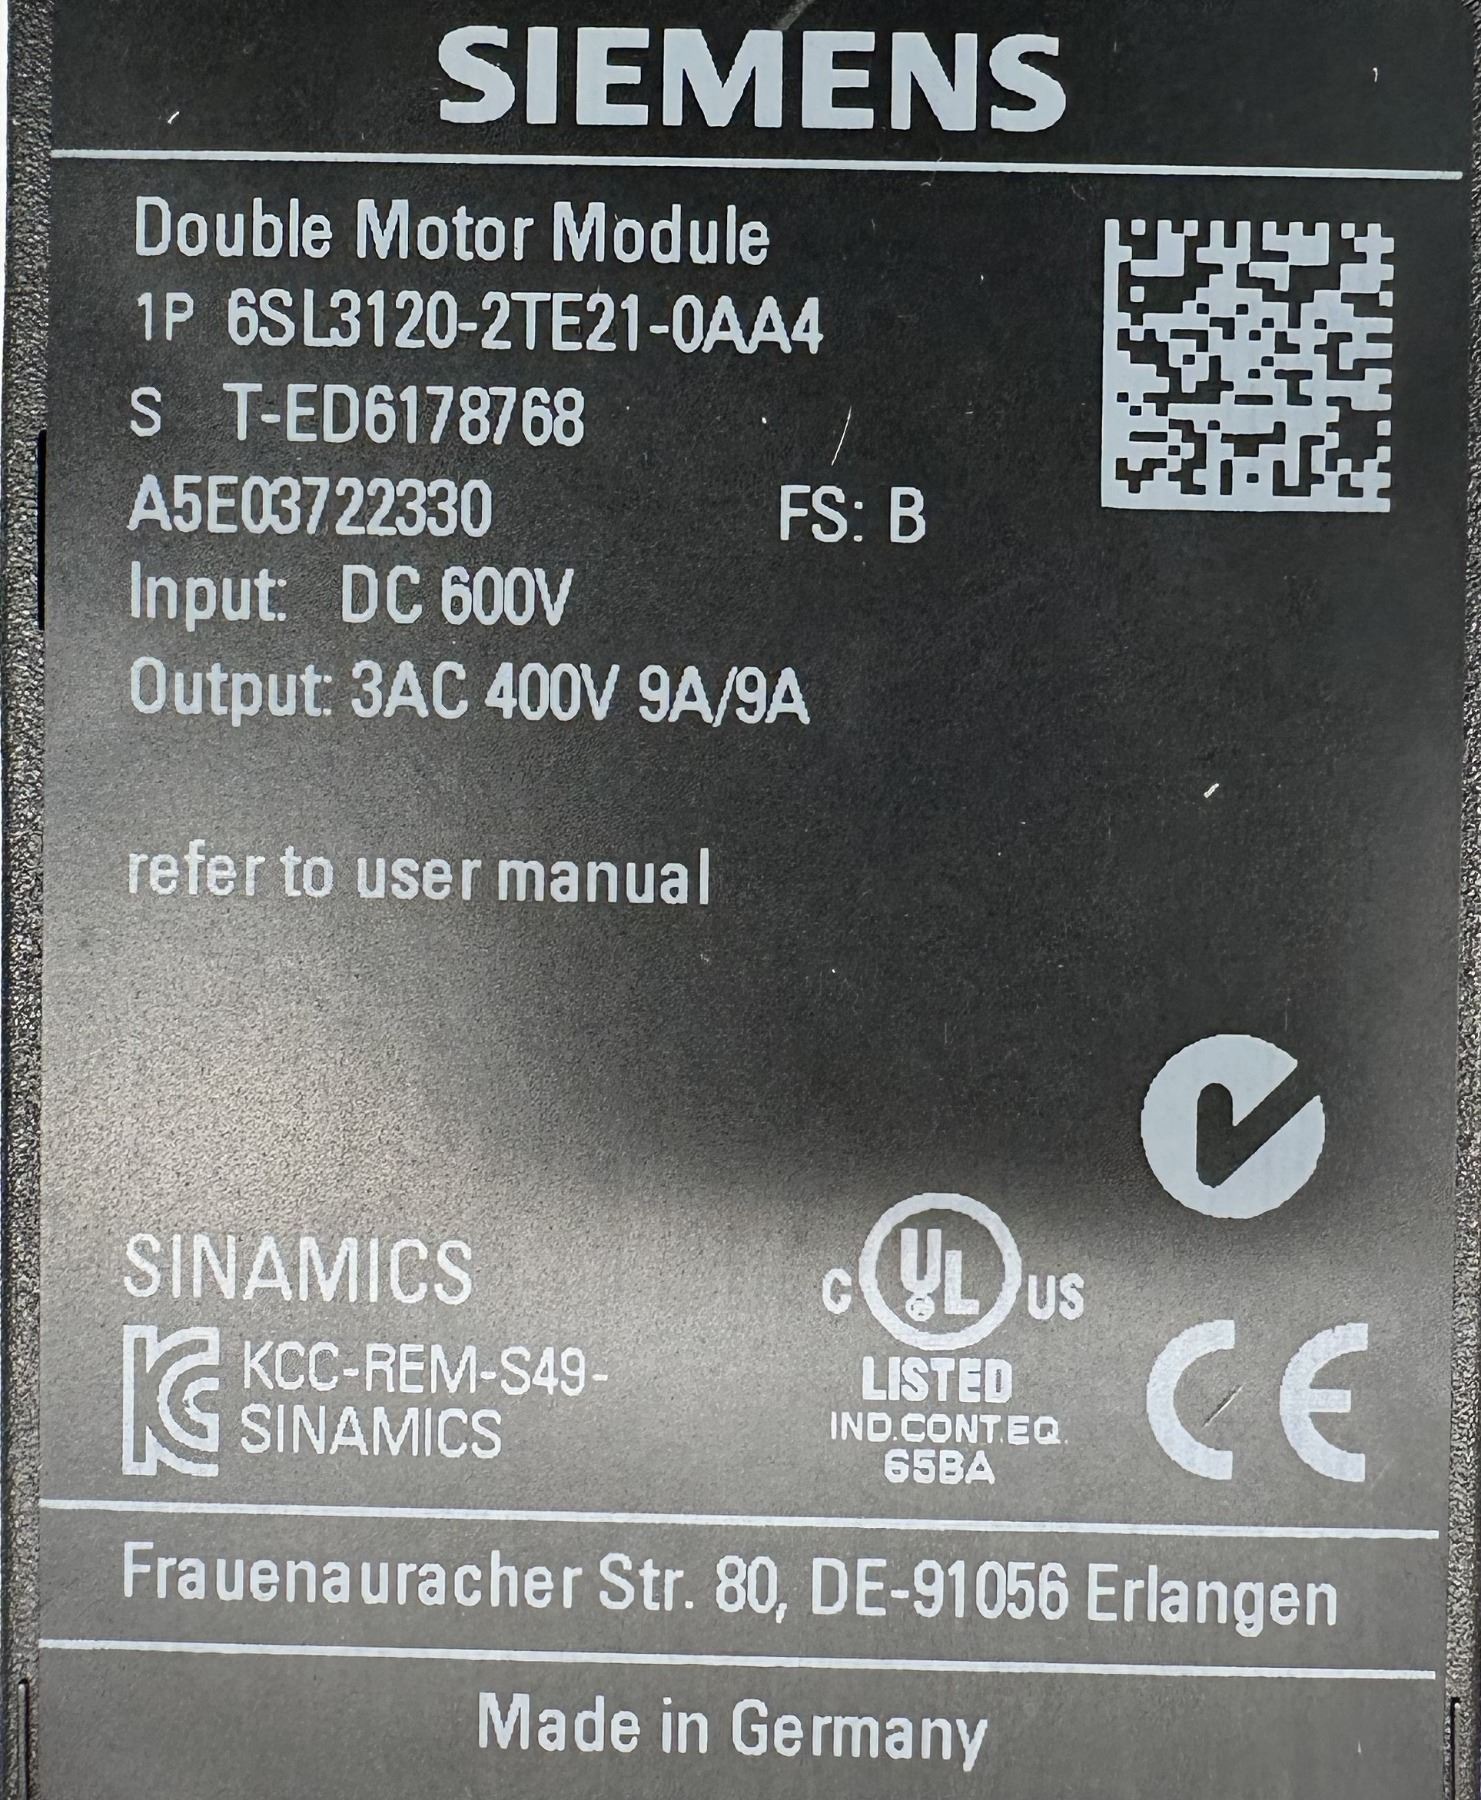 SIEMENS
Double Motor Module
1P 6SL3120-2TE21-0AA4
S T-ED6178768
A5E03722330 FS: B
Input: DC 600V
Output: 3AC 400V 9A/9A
refer to user manual
SINAMICS
KCC-REM-S49-
SINAMICS
C UL US
LISTED
IND.CONT.EQ.
65BA
CE
Frauenauracher Str. 80, DE-91056 Erlangen
Made in Germany